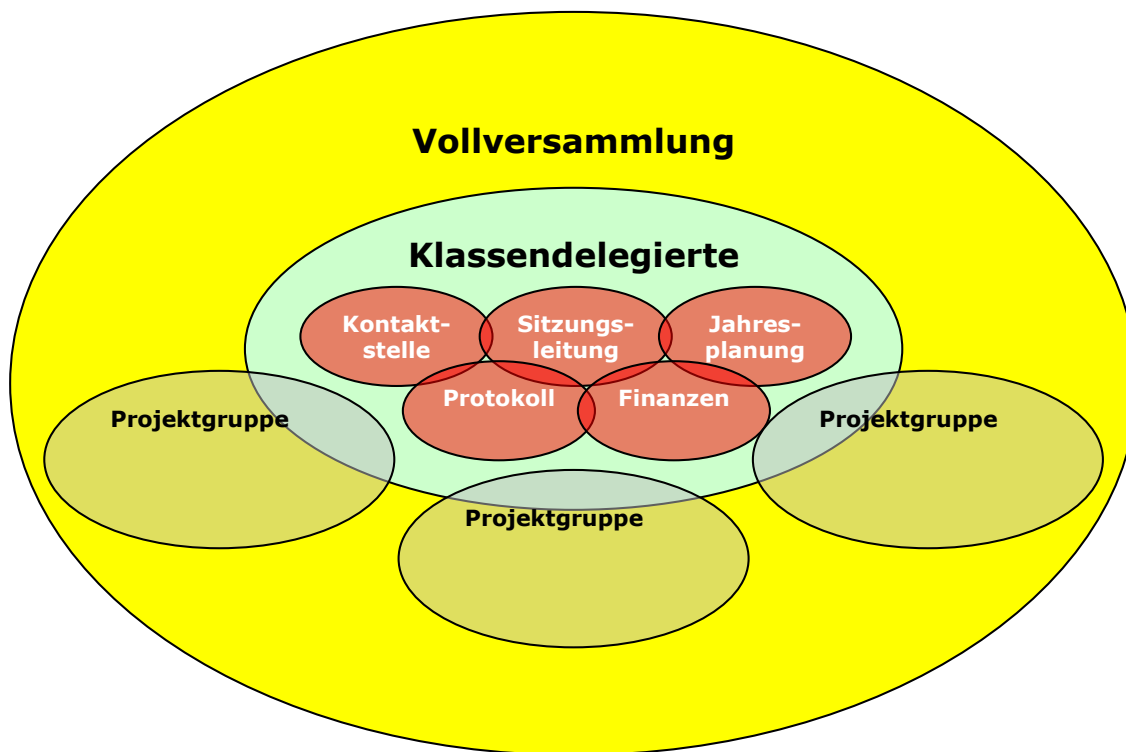 Vollversammlung
Klassendelegierte
Kontakt-
stelle
Sitzungs-
leitung
Jahres-
planung
Protokoll
Finanzen
Projektgruppe
Projektgruppe
Projektgruppe